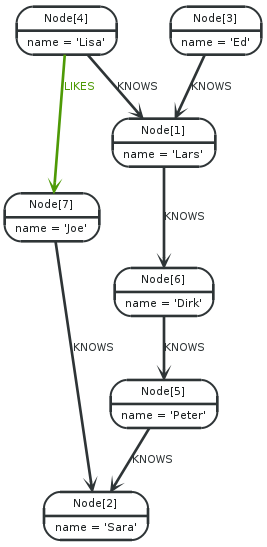 Node[4]
name = 'Lisa'
Node[3]
name = 'Ed'
LIKES
KNOWS
KNOWS
Node[1]
name = 'Lars'
Node[7]
name = 'Joe'
KNOWS
Node[6]
name = 'Dirk'
KNOWS
KNOWS
Node[5]
name = 'Peter'
KNOWS
Node[2]
name = 'Sara'